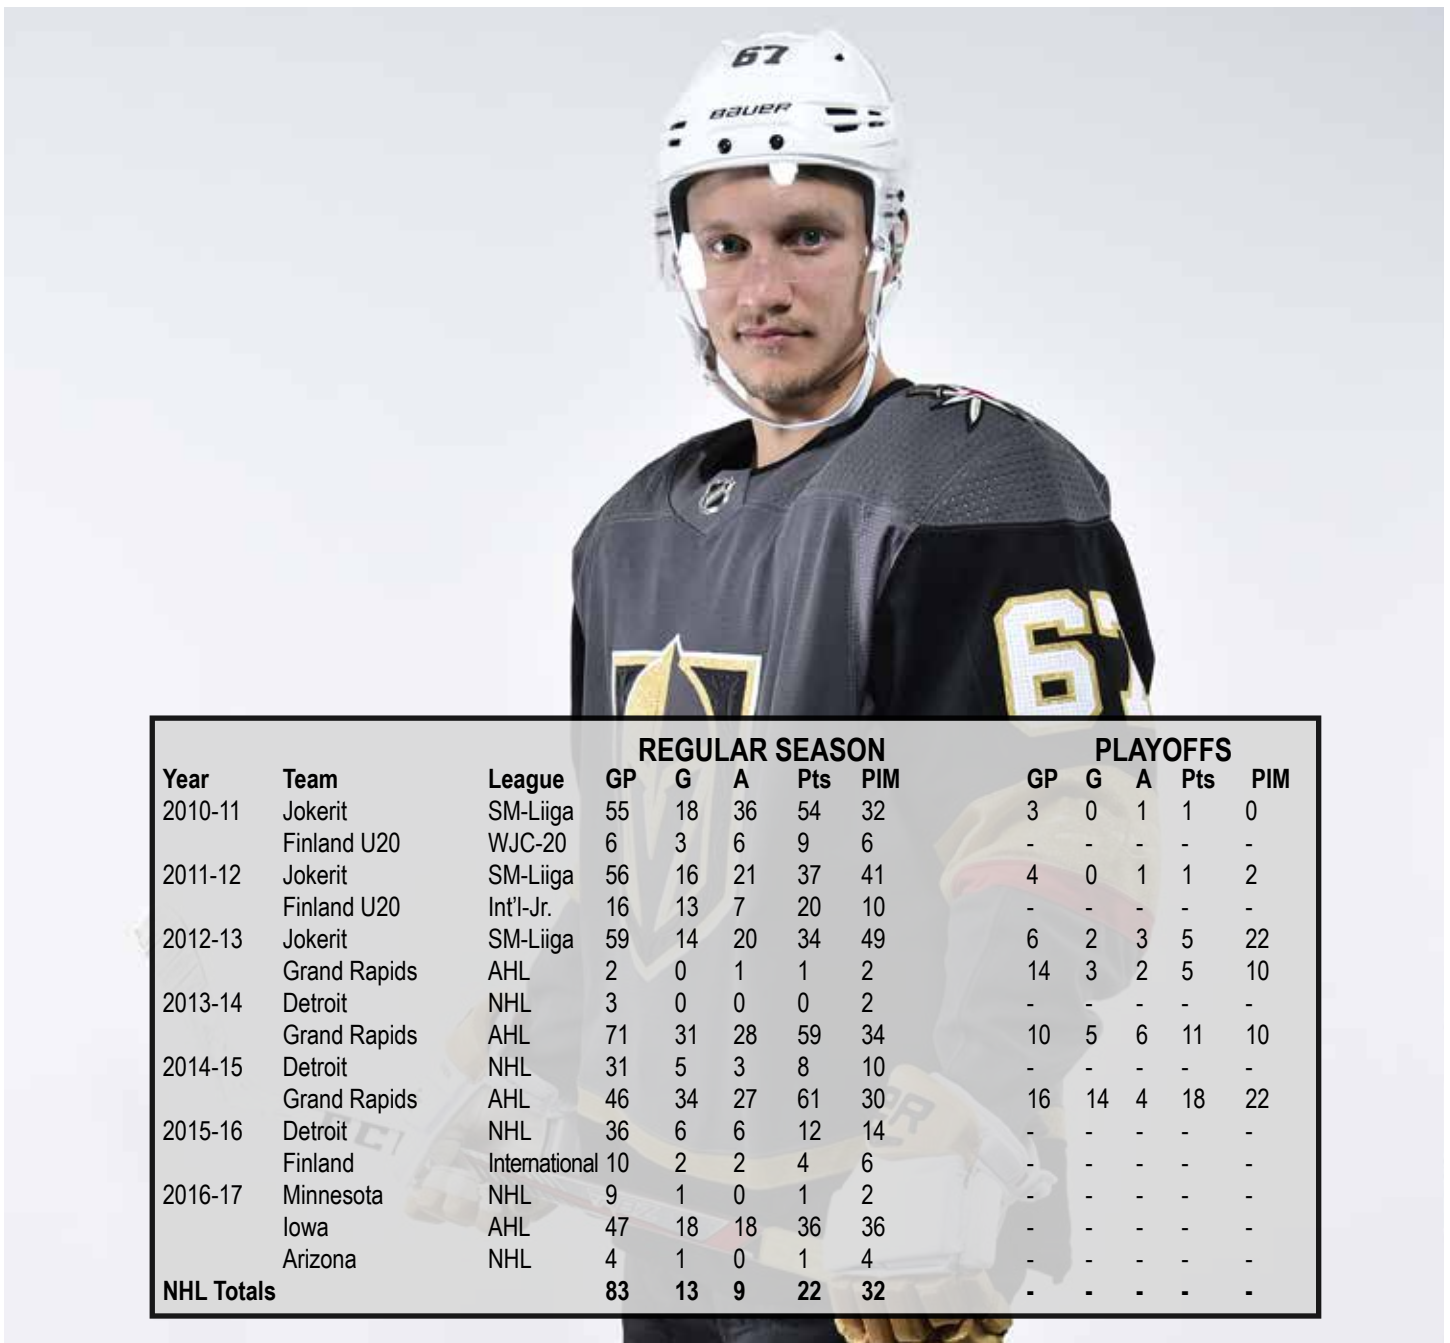 67
BAUER
67
REGULAR SEASON PLAYOFFS
Year Team League GP G A Pts PIM GP G A Pts PIM
2010-11 Jokerit SM-Liiga 55 18 36 54 32 3 0 1 1 0
Finland U20 WJC-20 6 3 6 9 6 - - - - -
2011-12 Jokerit SM-Liiga 56 16 21 37 41 4 0 1 1 2
Finland U20 Int'l-Jr. 16 13 7 20 10 - - - - -
2012-13 Jokerit SM-Liiga 59 14 20 34 49 6 2 3 5 22
Grand Rapids AHL 2 0 1 1 2 14 3 2 5 10
2013-14 Detroit NHL 3 0 0 0 2 - - - - -
Grand Rapids AHL 71 31 28 59 34 10 5 6 11 10
2014-15 Detroit NHL 31 5 3 8 10 - - - - -
Grand Rapids AHL 46 34 27 61 30 16 14 4 18 22
2015-16 Detroit NHL 36 6 6 12 14 - - - - -
Finland International 10 2 2 4 6 - - - - -
2016-17 Minnesota NHL 9 1 0 1 2 - - - - -
Iowa AHL 47 18 18 36 36 - - - - -
Arizona NHL 4 1 0 1 4 - - - - -
NHL Totals 83 13 9 22 32 - - - - -